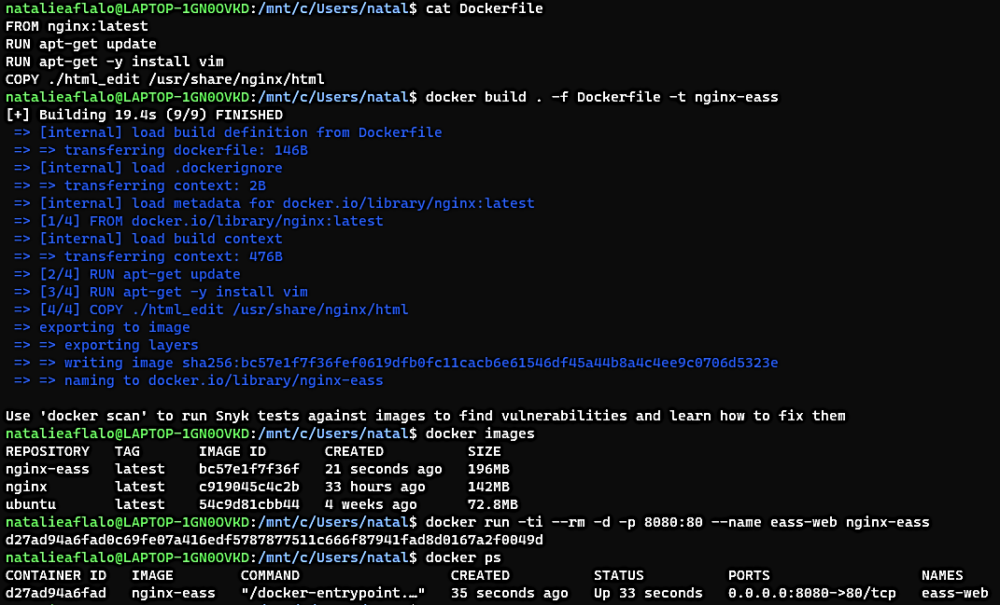 natalieaflalo@LAPTOP-1GN0OVKD:/mnt/c/Users/natal$ cat Dockerfile
FROM nginx:latest
RUN apt-get update
RUN apt-get -y install vim
COPY ./html_edit /usr/share/nginx/html
natalieaflalo@LAPTOP-1GN0OVKD:/mnt/c/Users/natal$ docker build . -f Dockerfile -t nginx-eass
[+] Building 19.4s (9/9) FINISHED
=> [internal] load build definition from Dockerfile
=> => transferring dockerfile: 146B
=> [internal] load .dockerignore
=> => transferring context: 2B
=> [internal] load metadata for docker.io/library/nginx:latest
=> [1/4] FROM docker.io/library/nginx:latest
=> [internal] load build context
=> => transferring context: 476B
=> [2/4] RUN apt-get update
=> [3/4] RUN apt-get -y install vim
=> [4/4] COPY ./html_edit /usr/share/nginx/html
=> exporting to image
=> => exporting layers
=> => writing image sha256:bc57e1f7f36fef0619dfb0fc11cacb6e61546df45a44b8a4c4ee9c0706d5323e
=> => naming to docker.io/library/nginx-eass
Use 'docker scan' to run Snyk tests against images to find vulnerabilities and learn how to fix them
natalieaflalo@LAPTOP-1GN0OVKD:/mnt/c/Users/natal$ docker images
REPOSITORY TAG IMAGE ID CREATED SIZE
nginx-eass latest bc57e1f7f36f 21 seconds ago 196MB
nginx latest c919045c4c2b 33 hours ago 142MB
ubuntu latest 54c9d81cbb44 4 weeks ago 72.8MB
natalieaflalo@LAPTOP-1GN0OVKD:/mnt/c/Users/natal$ docker run -ti --rm -d -p 8080:80 --name eass-web nginx-eass
d27ad94a6fad0c69fe07a416edf5787877511c666f87941fad8d0167a2f0049d
natalieaflalo@LAPTOP-1GN0OVKD:/mnt/c/Users/natal$ docker ps
CONTAINER ID IMAGE COMMAND CREATED STATUS PORTS NAMES
d27ad94a6fad nginx-eass "/docker-entrypoint.…" 35 seconds ago Up 33 seconds 0.0.0.0:8080->80/tcp eass-web